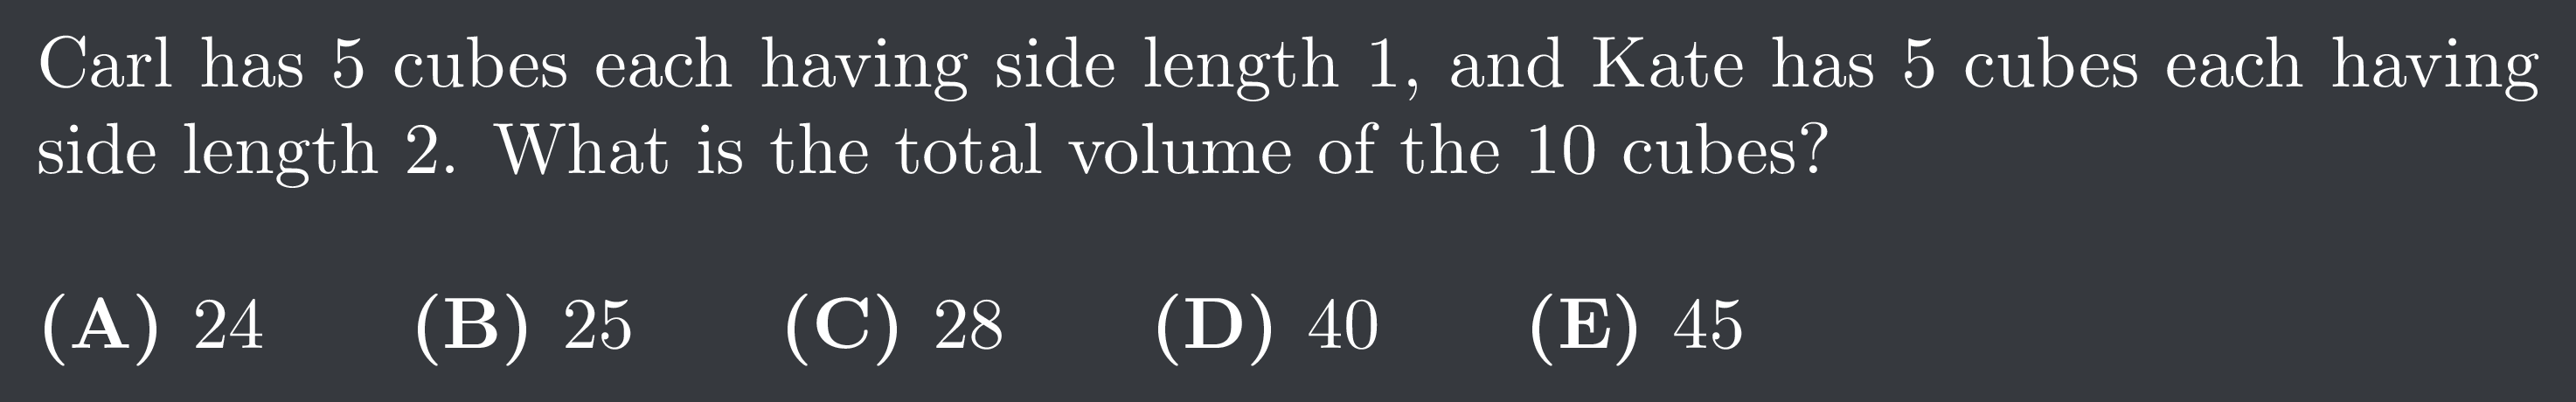 Carl has 5 cubes each having side length 1, and Kate has 5 cubes each having
side length 2. What is the total volume of the 10 cubes?
(A) 24 (B) 25 (C) 28 (D) 40 (E) 45